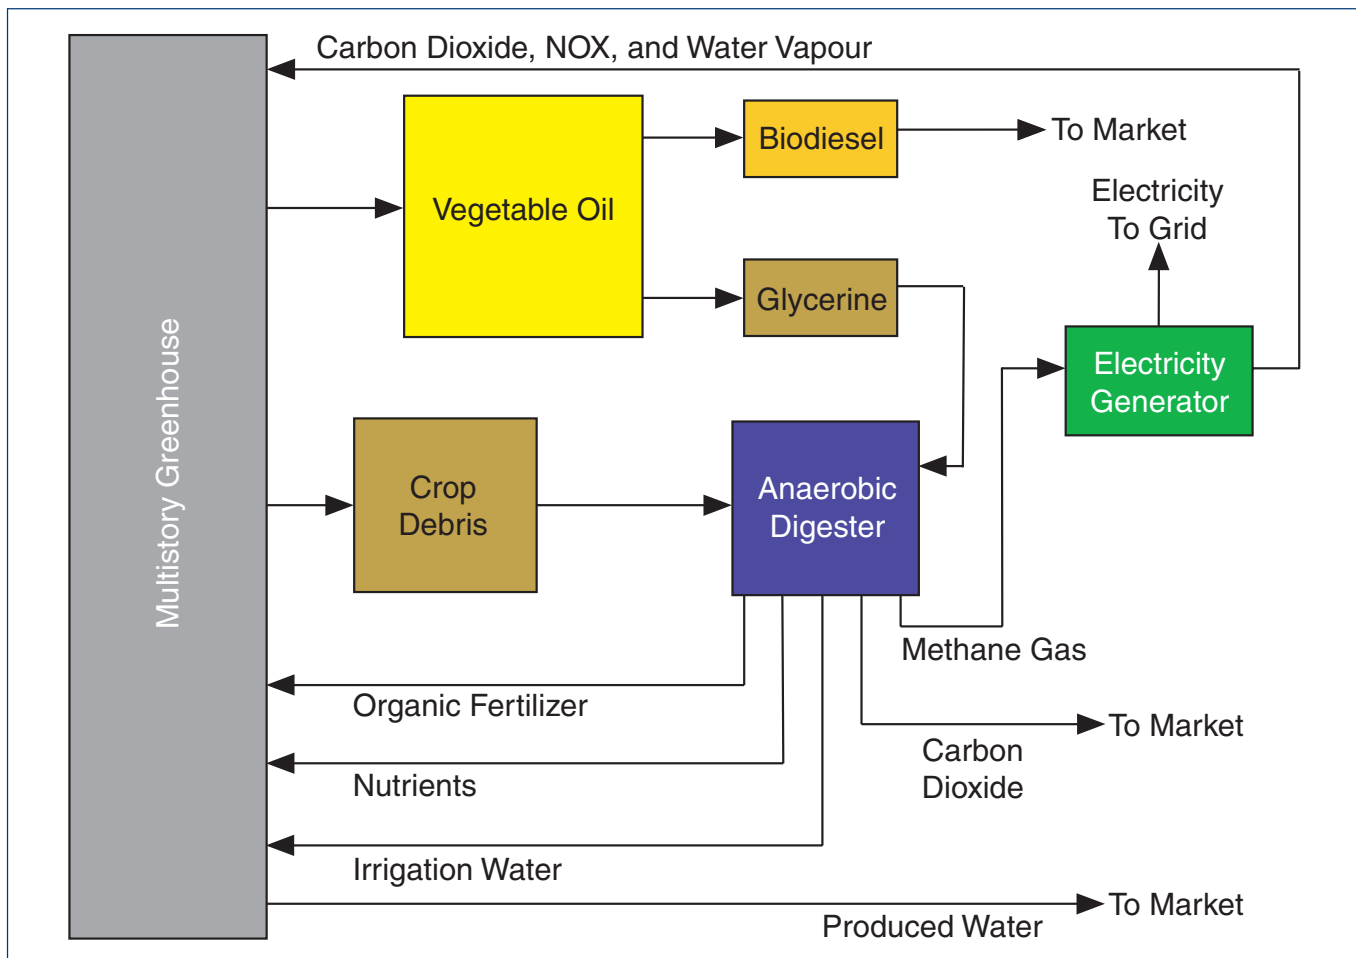 Carbon Dioxide, NOX, and Water Vapour
Multistory Greenhouse
Vegetable Oil
Biodiesel
To Market
Electricity
To Grid
Glycerine
Electricity
Generator
Crop
Debris
Anaerobic
Digester
Methane Gas
Organic Fertilizer
To Market
Carbon
Dioxide
Nutrients
Irrigation Water
To Market
Produced Water